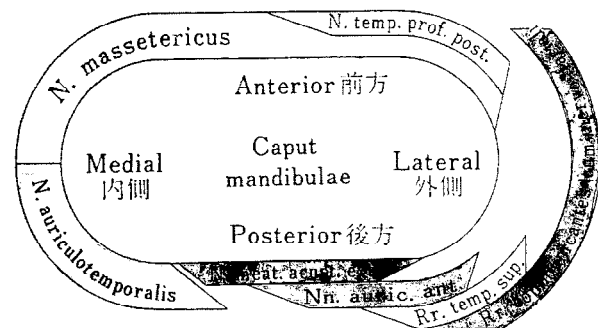 N. temp. prof. post.
N. massetericus
Anterior 前方
Medial
内側
Caput
mandibulae
Lateral
外側
Posterior 後方
N. auriculotemporalis
Nn. auric. ant.
Rr. temp. sup.